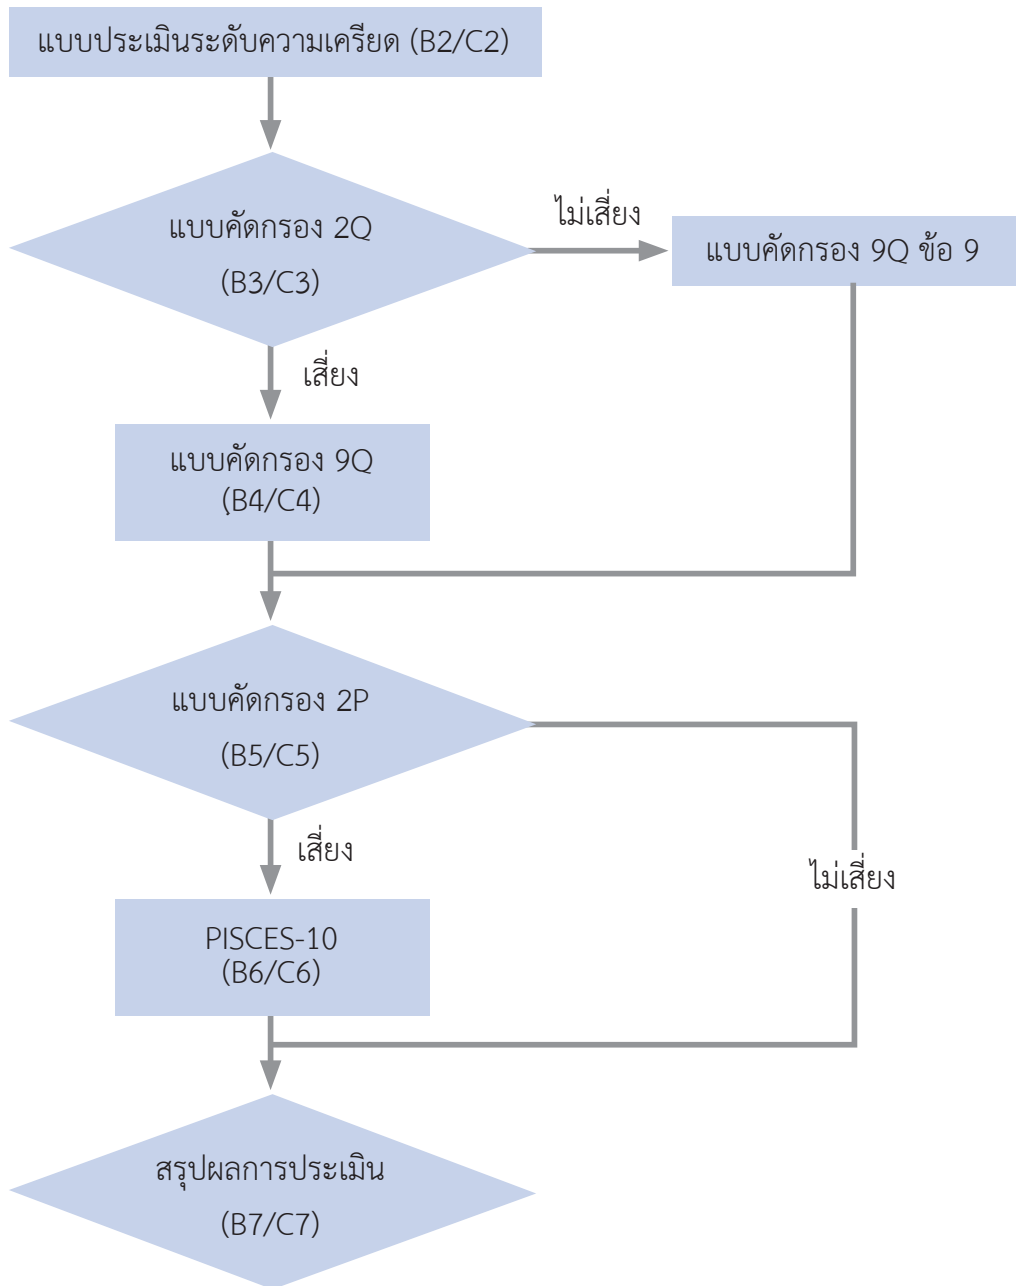 แบบประเมินระดับความเครียด (B2/C2)
แบบคัดกรอง 2Q
(B3/C3)
ไม่เสี่ยง
แบบคัดกรอง 9Q ข้อ 9
เสี่ยง
แบบคัดกรอง 9Q
(B4/C4)
แบบคัดกรอง 2P
(B5/C5)
เสี่ยง
ไม่เสี่ยง
PISCES-10
(B6/C6)
สรุปผลการประเมิน
(B7/C7)